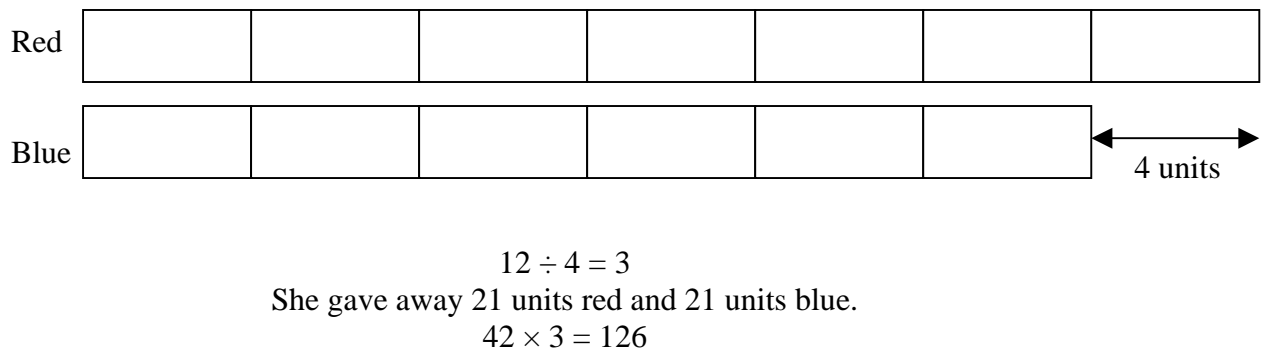 Red
Blue
4 units
12 ÷ 4 = 3
She gave away 21 units red and 21 units blue.
42 × 3 = 126